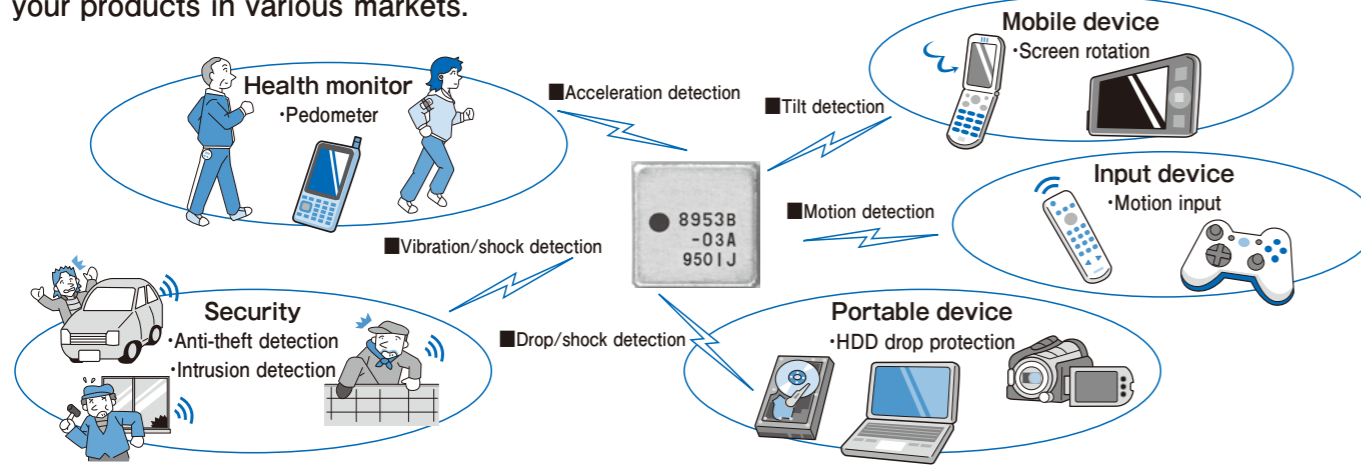 your products in various markets.
Health monitor
・Pedometer
■Acceleration detection
■Tilt detection
Mobile device
・Screen rotation
8953B
-03A
9501J
■Motion detection
Input device
・Motion input
■Vibration/shock detection
Security
・Anti-theft detection
・Intrusion detection
■Drop/shock detection
Portable device
・HDD drop protection